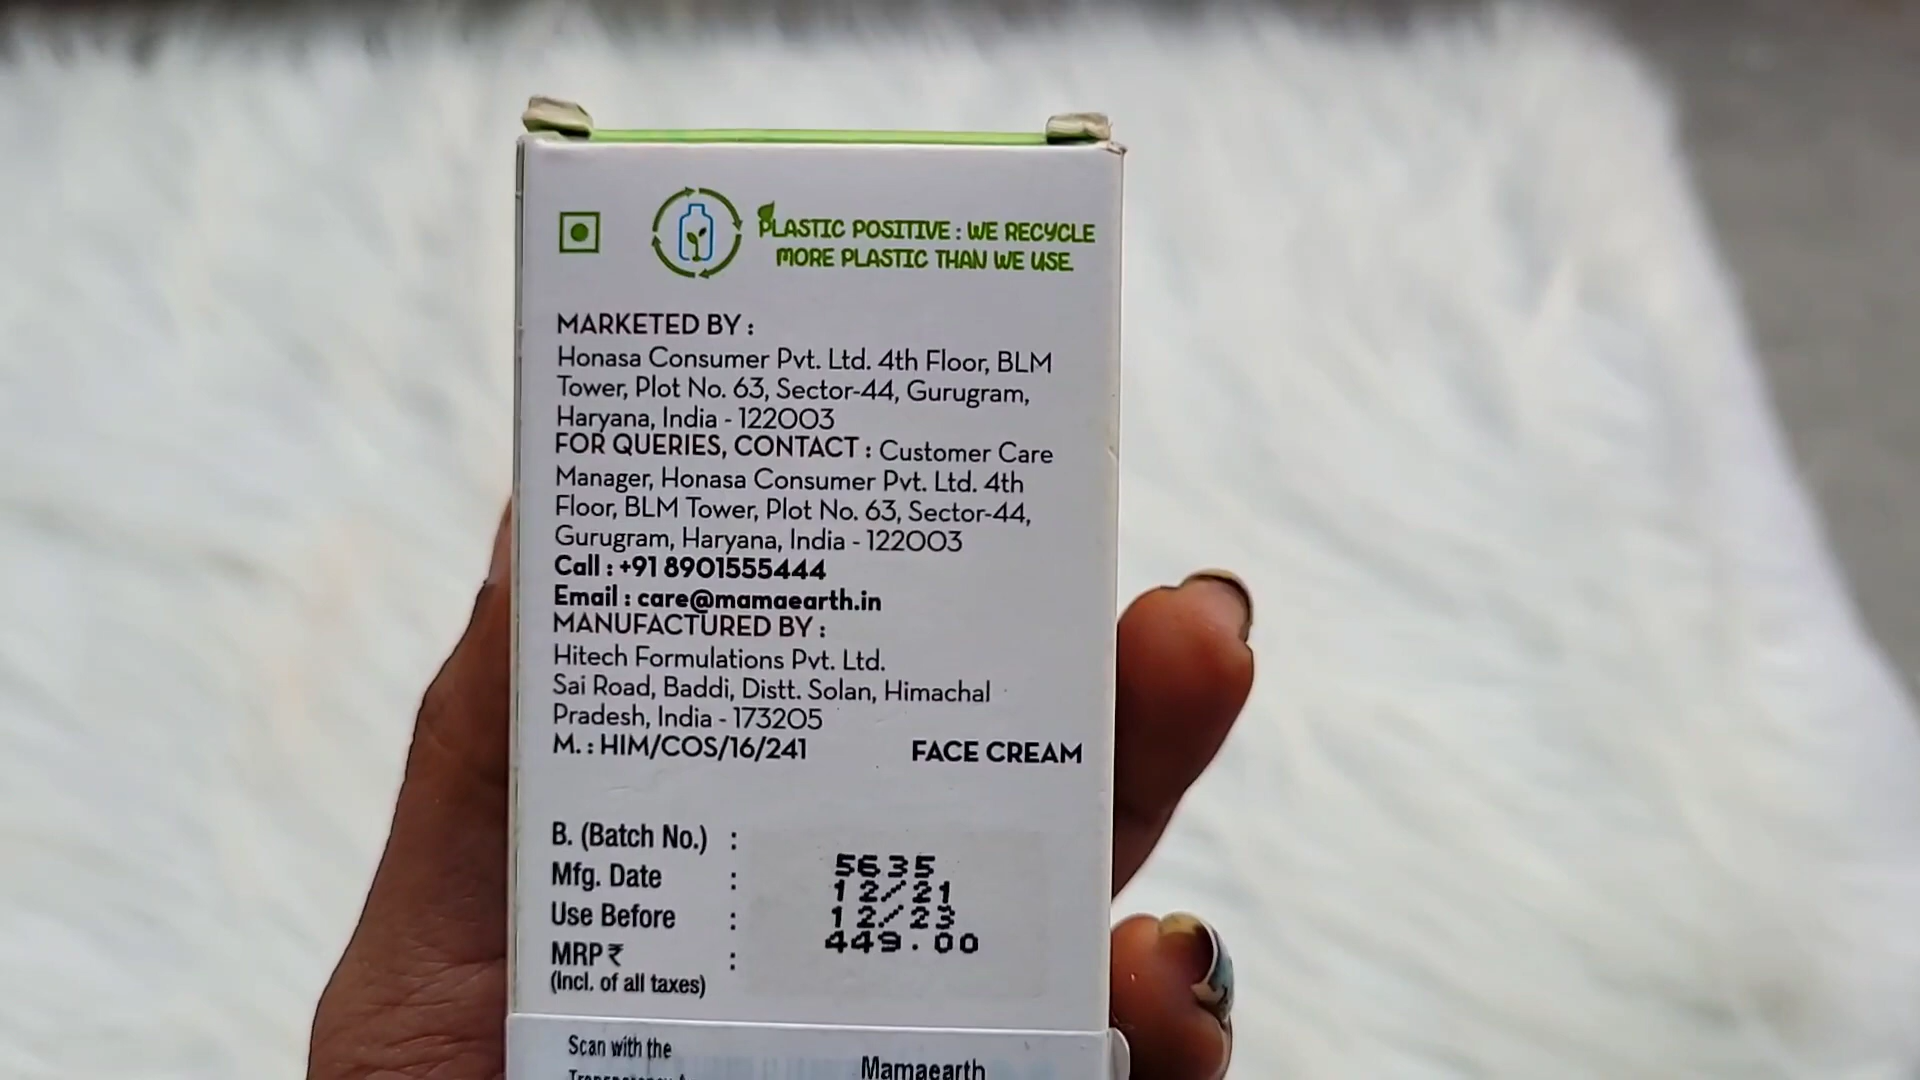 PLASTIC POSITIVE : WE RECYCLE
MORE PLASTIC THAN WE USE.
MARKETED BY :
Honasa Consumer Pvt. Ltd. 4th Floor, BLM
Tower, Plot No. 63, Sector-44, Gurugram,
Haryana, India - 122003
FOR QUERIES, CONTACT : Customer Care
Manager, Honasa Consumer Pvt. Ltd. 4th
Floor, BLM Tower, Plot No. 63, Sector-44,
Gurugram, Haryana, India - 122003
Call : +91 8901555444
Email : care@mamaearth.in
MANUFACTURED BY :
Hitech Formulations Pvt. Ltd.
Sai Road, Baddi, Distt. Solan, Himachal
Pradesh, India - 173205
M. : HIM/COS/16/241 FACE CREAM
B. (Batch No.) : 5635
Mfg. Date : 12/21
Use Before : 12/23
MRP ₹ : 449.00
(Incl. of all taxes)
Scan with the
Mamaearth